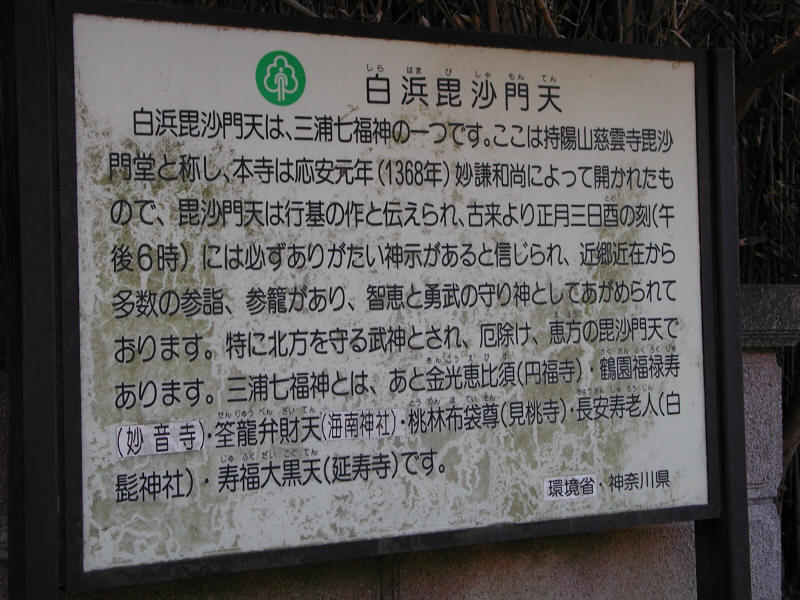 しらはまびしゃもんてん
白浜毘沙門天
白浜毘沙門天は、三浦七福神の一つです。ここは持陽山慈雲寺毘沙
門堂と称し、本寺は応安元年(1368年)妙謙和尚によって開かれたも
ので、毘沙門天は行基の作と伝えられ、古来より正月三日酉の刻(午
後6時)には必ずありがたい神示があると信じられ、近郷近在から
多数の参詣、参籠があり、智恵と勇武の守り神としてあがめられて
おります。特に北方を守る武神とされ、厄除け、恵方の毘沙門天で
あります。三浦七福神とは、あと金光恵比須(円福寺)・鶴園福禄寿
(妙音寺)・筌龍弁財天(海南神社)・桃林布袋尊(見桃寺)・長安寿老人(白
髭神社)・寿福大黒天(延寿寺)です。
環境省・神奈川県